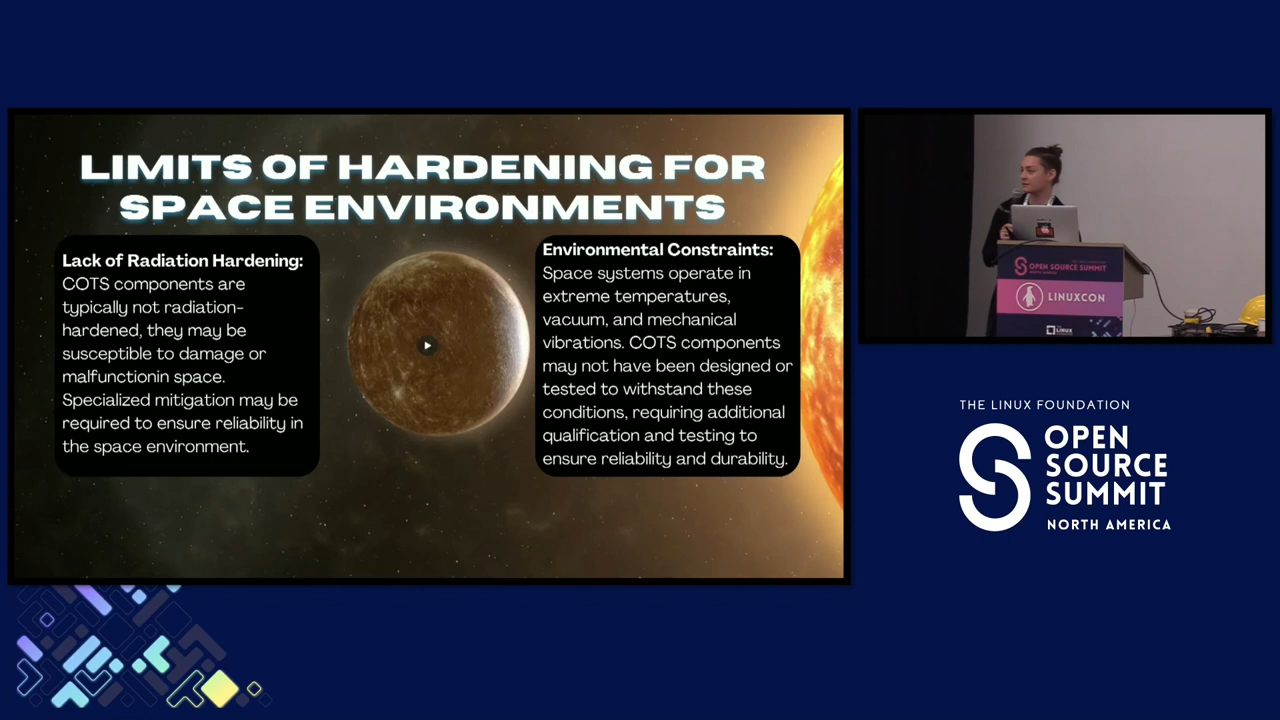 LIMITS OF HARDENING FOR
SPACE ENVIRONMENTS
Lack of Radiation Hardening:
COTS components are
typically not radiation-
hardened, they may be
susceptible to damage or
malfunctionin space.
Specialized mitigation may be
required to ensure reliability in
the space environment.
Environmental Constraints:
Space systems operate in
extreme temperatures,
vacuum, and mechanical
vibrations. COTS components
may not have been designed or
tested to withstand these
conditions, requiring additional
qualification and testing to
ensure reliability and durability.
OPEN SOURCE SUMMIT
LINUXCON
LINUX
THE LINUX FOUNDATION
OPEN
SOURCE
SUMMIT
NORTH AMERICA